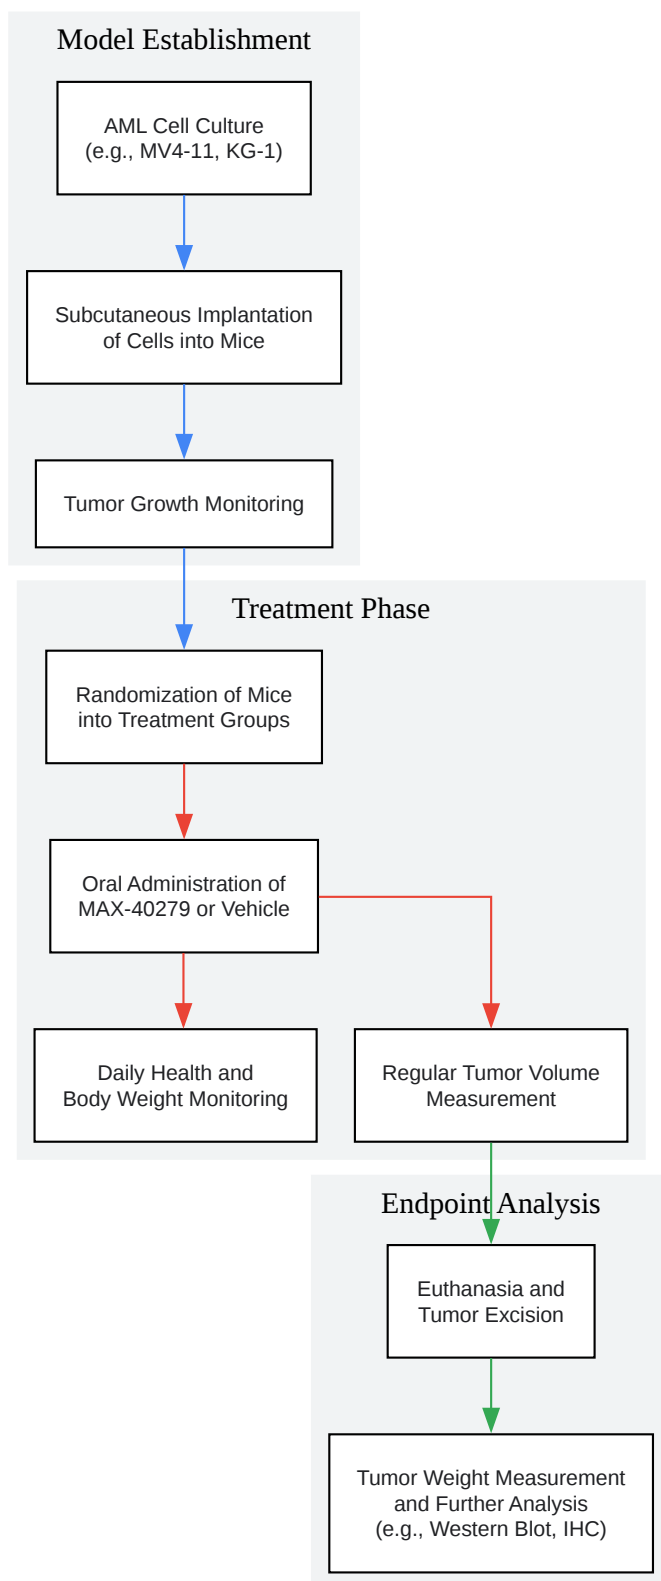 Model Establishment
AML Cell Culture
(e.g., MV4-11, KG-1)
Subcutaneous Implantation
of Cells into Mice
Tumor Growth Monitoring
Treatment Phase
Randomization of Mice
into Treatment Groups
Oral Administration of
MAX-40279 or Vehicle
Daily Health and
Body Weight Monitoring
Regular Tumor Volume
Measurement
Endpoint Analysis
Euthanasia and
Tumor Excision
Tumor Weight Measurement
and Further Analysis
(e.g., Western Blot, IHC)